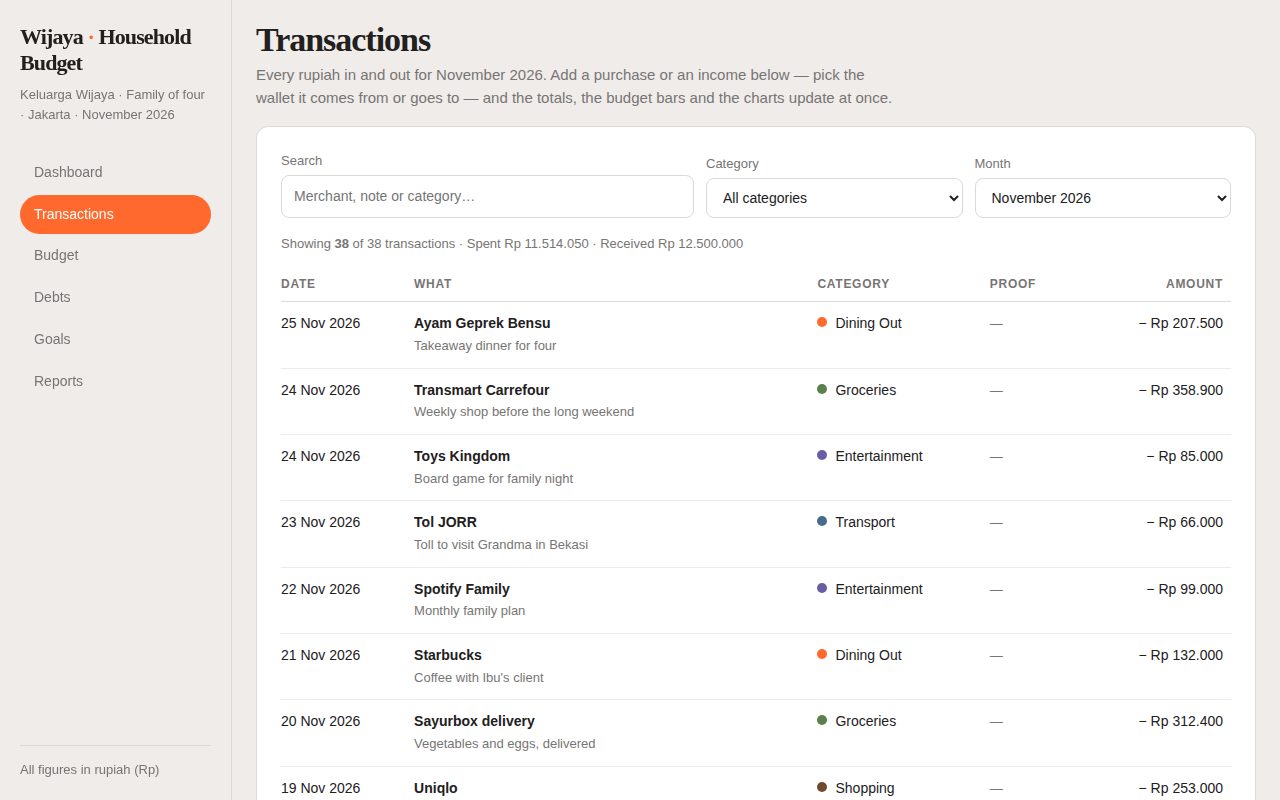 Wijaya · Household
Budget
Keluarga Wijaya · Family of four
· Jakarta · November 2026
Dashboard
Transactions
Budget
Debts
Goals
Reports
All figures in rupiah (Rp)
Transactions
Every rupiah in and out for November 2026. Add a purchase or an income below — pick the
wallet it comes from or goes to — and the totals, the budget bars and the charts update at once.
Search
Merchant, note or category…
Category
All categories
Month
November 2026
Showing 38 of 38 transactions · Spent Rp 11.514.050 · Received Rp 12.500.000
DATE WHAT CATEGORY PROOF AMOUNT
25 Nov 2026 Ayam Geprek Bensu Dining Out — − Rp 207.500
Takeaway dinner for four
24 Nov 2026 Transmart Carrefour Groceries — − Rp 358.900
Weekly shop before the long weekend
24 Nov 2026 Toys Kingdom Entertainment — − Rp 85.000
Board game for family night
23 Nov 2026 Tol JORR Transport — − Rp 66.000
Toll to visit Grandma in Bekasi
22 Nov 2026 Spotify Family Entertainment — − Rp 99.000
Monthly family plan
21 Nov 2026 Starbucks Dining Out — − Rp 132.000
Coffee with Ibu's client
20 Nov 2026 Sayurbox delivery Groceries — − Rp 312.400
Vegetables and eggs, delivered
19 Nov 2026 Uniqlo Shopping — − Rp 253.000